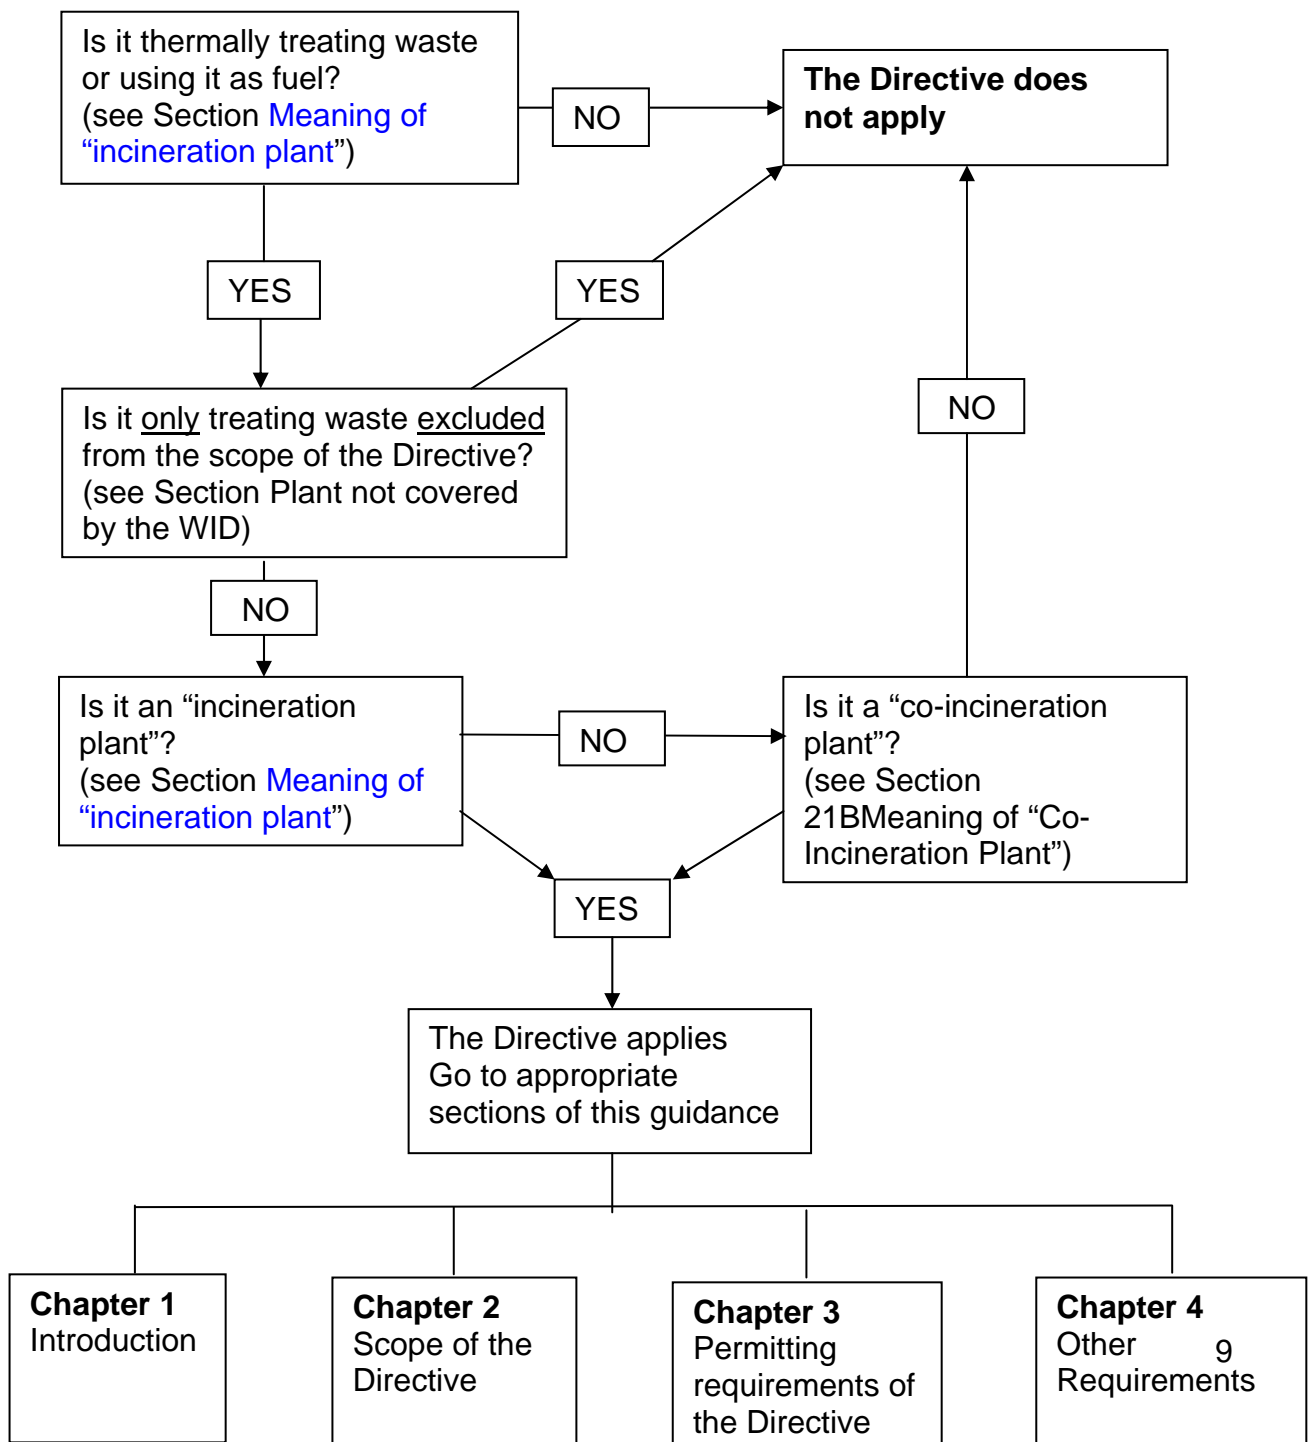 Is it thermally treating waste
or using it as fuel?
(see Section Meaning of
“incineration plant”)
NO
The Directive does
not apply
YES
YES
Is it only treating waste excluded
from the scope of the Directive?
(see Section Plant not covered
by the WID)
NO
NO
Is it an “incineration
plant”?
(see Section Meaning of
“incineration plant”)
NO
Is it a “co-incineration
plant”?
(see Section
21BMeaning of “Co-
Incineration Plant”)
YES
The Directive applies
Go to appropriate
sections of this guidance
Chapter 1
Introduction
Chapter 2
Scope of the
Directive
Chapter 3
Permitting
requirements of
the Directive
Chapter 4
Other
Requirements
9